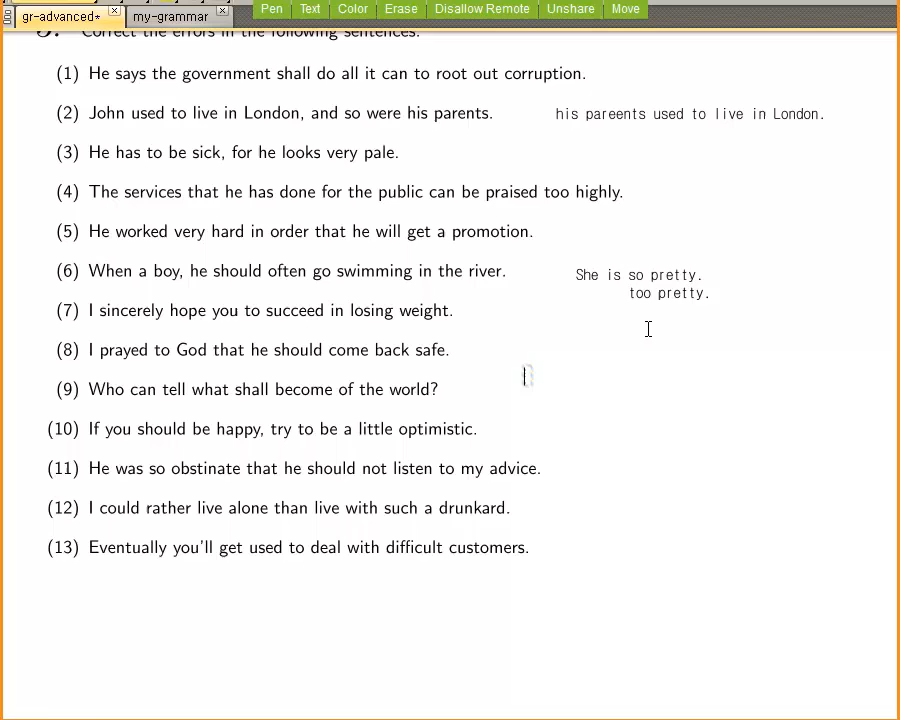 Pen Text Color Erase Disallow Remote Unshare Move
gr-advanced* my-grammar
Correct the errors in the following sentences.
(1) He says the government shall do all it can to root out corruption.
(2) John used to live in London, and so were his parents. his pareents used to live in London.
(3) He has to be sick, for he looks very pale.
(4) The services that he has done for the public can be praised too highly.
(5) He worked very hard in order that he will get a promotion.
(6) When a boy, he should often go swimming in the river. She is so pretty.
too pretty.
(7) I sincerely hope you to succeed in losing weight.
(8) I prayed to God that he should come back safe.
(9) Who can tell what shall become of the world?
(10) If you should be happy, try to be a little optimistic.
(11) He was so obstinate that he should not listen to my advice.
(12) I could rather live alone than live with such a drunkard.
(13) Eventually you'll get used to deal with difficult customers.